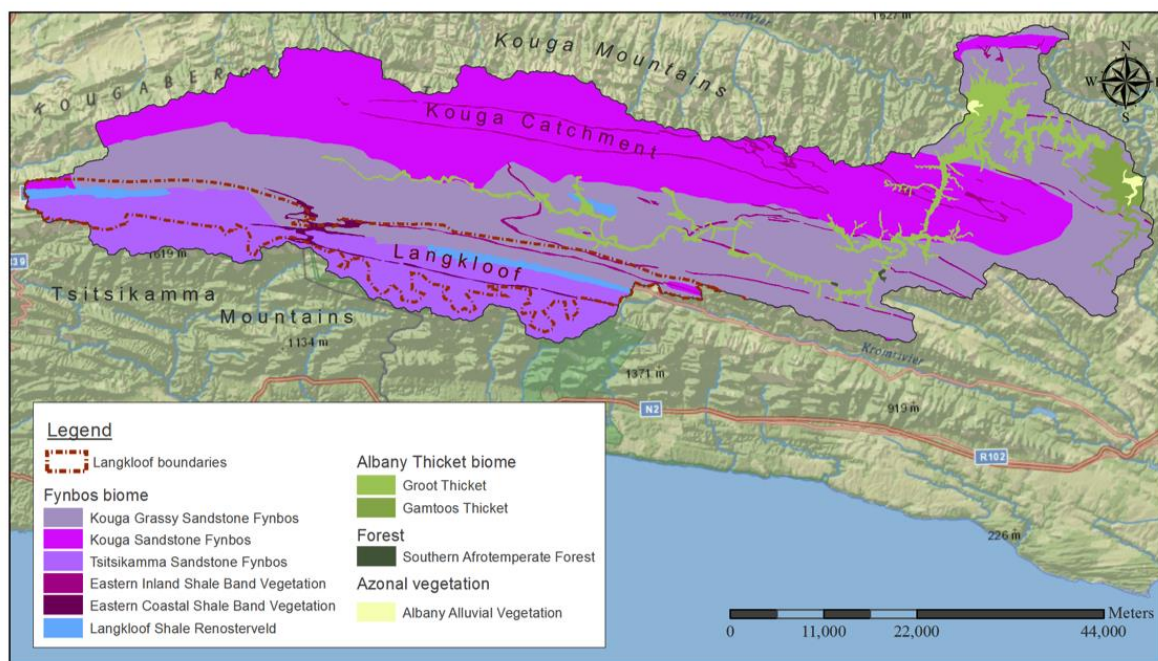 1627 m
Kouga Mountains
KOUGABERG
N
W
S
Kouga Catchment
Langkloof
1619 m
Tsitsikamma
Mountains
1134 m
Kromrivier
1371 m
919 m
N2
R102
226 m
Legend
Langkloof boundaries
Fynbos biome
Kouga Grassy Sandstone Fynbos
Kouga Sandstone Fynbos
Tsitsikamma Sandstone Fynbos
Eastern Inland Shale Band Vegetation
Eastern Coastal Shale Band Vegetation
Langkloof Shale Renosterveld
Albany Thicket biome
Groot Thicket
Gamtoos Thicket
Forest
Southern Afrotemperate Forest
Azonal vegetation
Albany Alluvial Vegetation
Meters
0 11,000 22,000 44,000